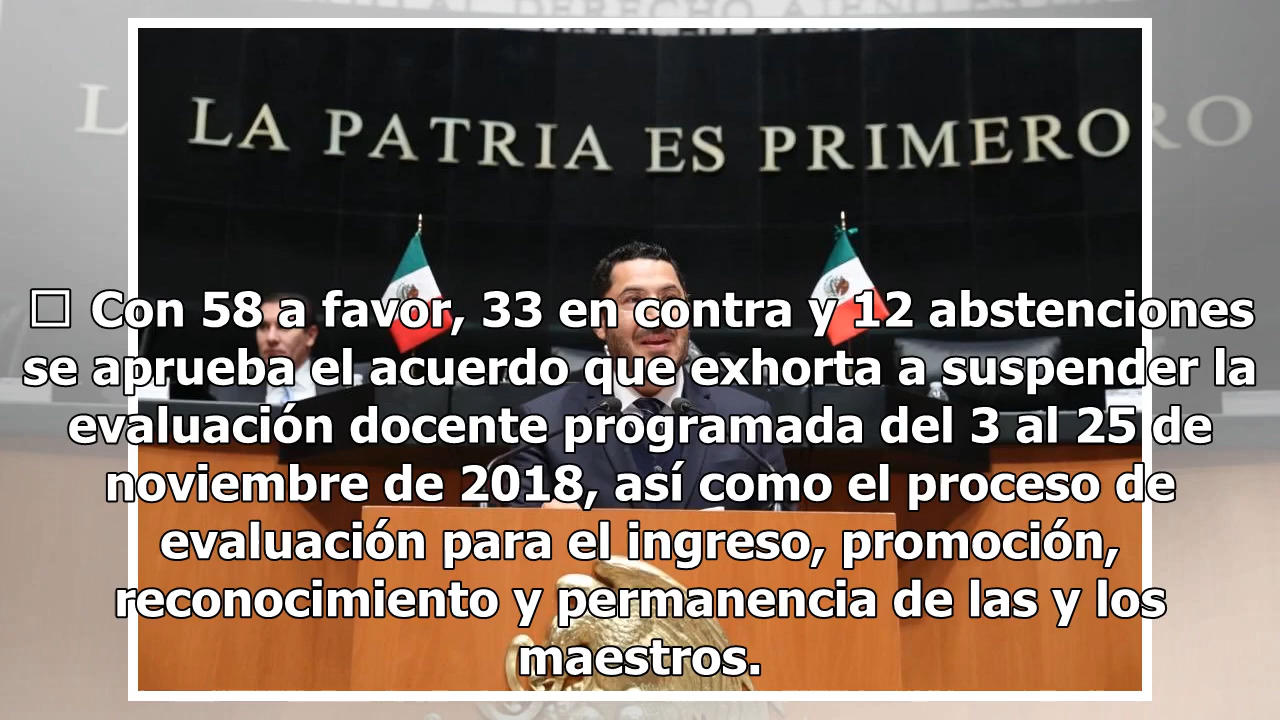 LA PATRIA ES PRIMERO
□ Con 58 a favor, 33 en contra y 12 abstenciones
se aprueba el acuerdo que exhorta a suspender la
evaluación docente programada del 3 al 25 de
noviembre de 2018, así como el proceso de
evaluación para el ingreso, promoción,
reconocimiento y permanencia de las y los
maestros.